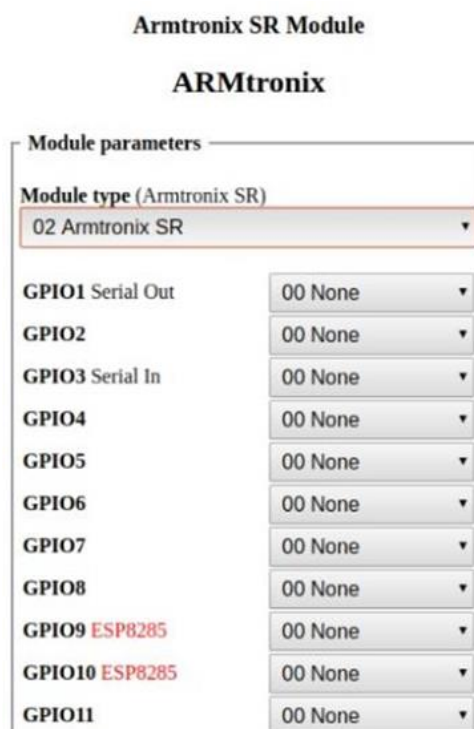 Armtronix SR Module
ARMtronix
Module parameters
Module type (Armtronix SR)
02 Armtronix SR
GPIO1 Serial Out 00 None
GPIO2 00 None
GPIO3 Serial In 00 None
GPIO4 00 None
GPIO5 00 None
GPIO6 00 None
GPIO7 00 None
GPIO8 00 None
GPIO9 ESP8285 00 None
GPIO10 ESP8285 00 None
GPIO11 00 None